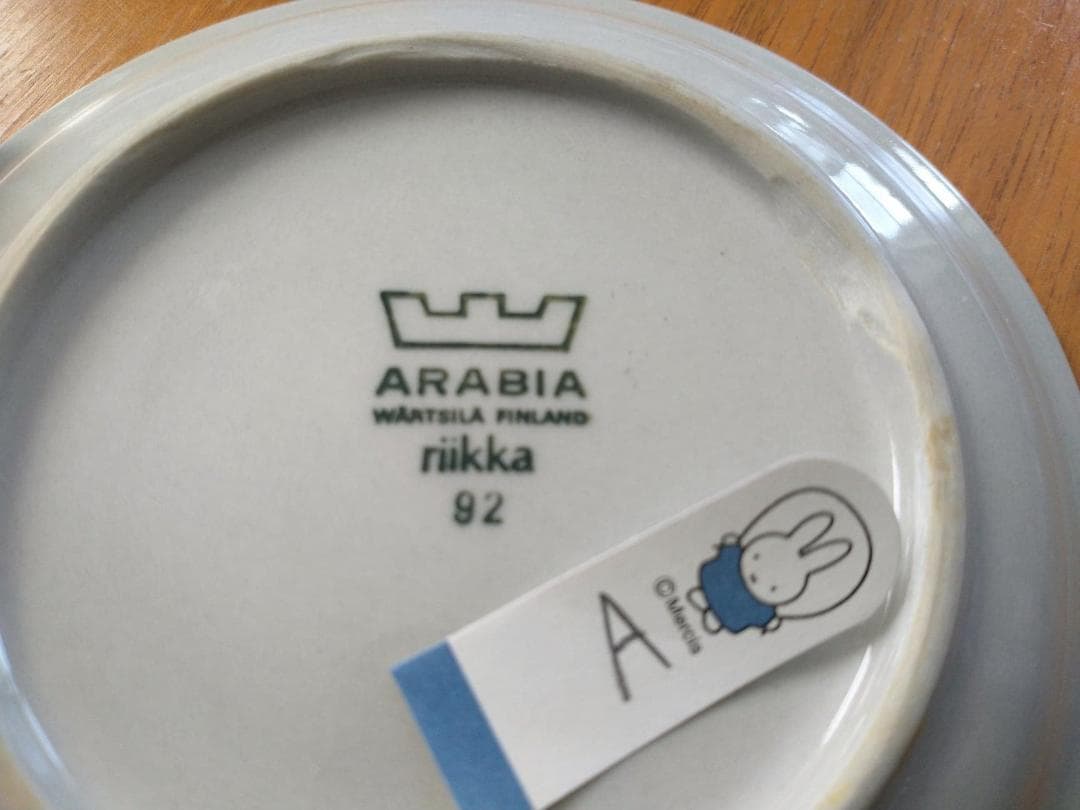 ARABIA
WÄRTSILÄ FINLAND
riikka
92
A
©Mercis